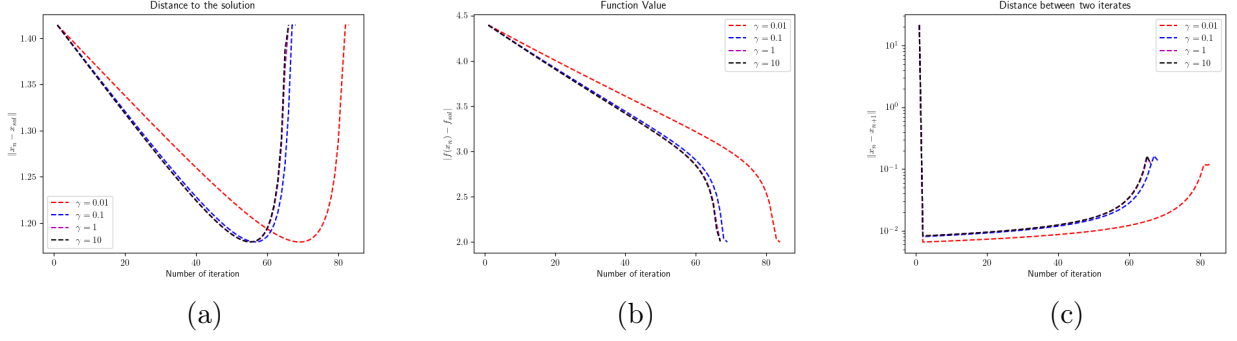 Distance to the solution
1.40
1.35
1.30
1.25
1.20
‖x_n − x_sol‖
γ = 0.01
γ = 0.1
γ = 1
γ = 10
0 20 40 60 80
Number of iteration
(a)
Function Value
4.5
4.0
3.5
3.0
2.5
2.0
|f(x_n) − f_sol|
γ = 0.01
γ = 0.1
γ = 1
γ = 10
0 20 40 60 80
Number of iteration
(b)
Distance between two iterates
10^1
10^0
10^−1
10^−2
‖x_n − x_{n+1}‖
γ = 0.01
γ = 0.1
γ = 1
γ = 10
0 20 40 60 80
Number of iteration
(c)